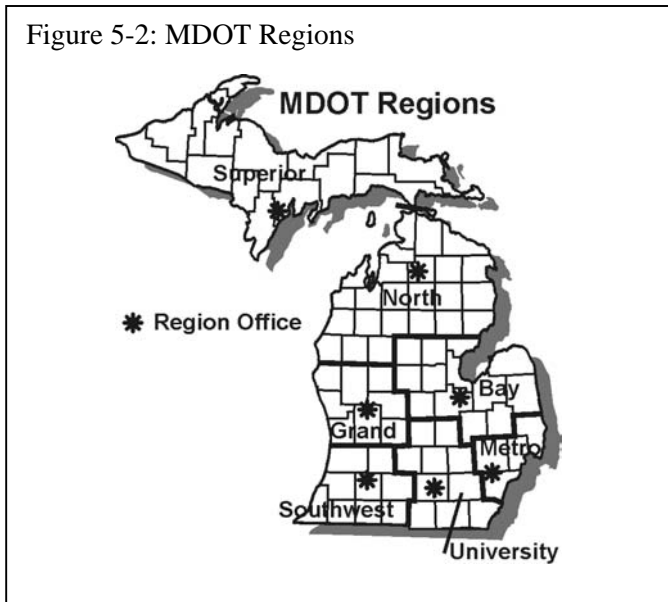 Figure 5-2: MDOT Regions
MDOT Regions
Superior
North
Region Office
Bay
Grand
Metro
Southwest
University